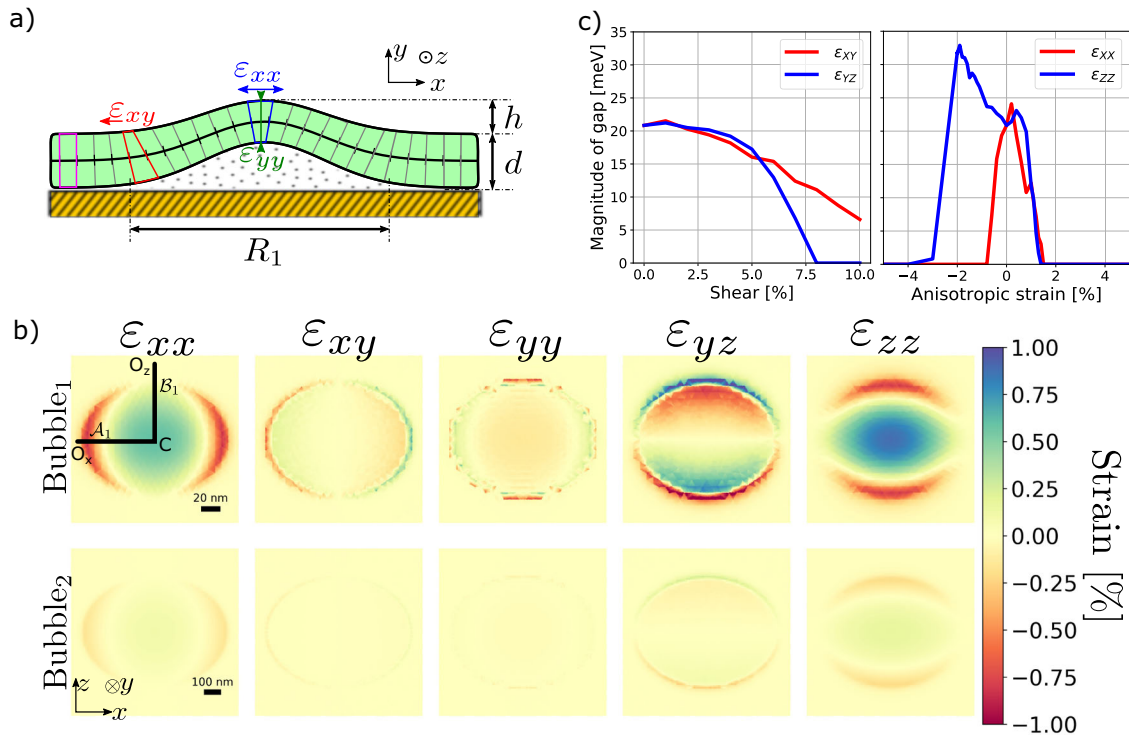 a)
y ⊙z
x
εxx
εxy
εyy
h
d
R1
c)
Magnitude of gap [meV]
35
30
25
20
15
10
5
0
εXY
εYZ
0.0 2.5 5.0 7.5 10.0
Shear [%]
εXX
εZZ
−4 −2 0 2 4
Anisotropic strain [%]
b)
εxx εxy εyy εyz εzz
Bubble1
Oz
B1
A1
Ox
C
20 nm
Bubble2
z ⊗y
x
100 nm
1.00
0.75
0.50
0.25
0.00
−0.25
−0.50
−0.75
−1.00
Strain [%]